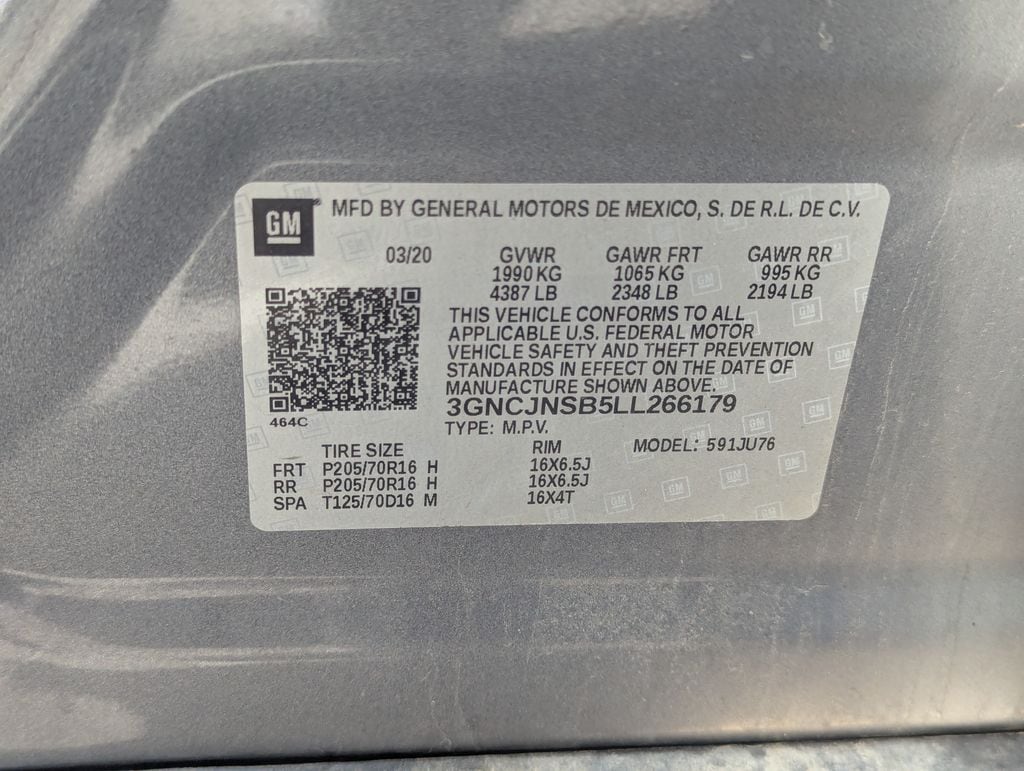 GM MFD BY GENERAL MOTORS DE MEXICO, S. DE R.L. DE C.V.
03/20 GVWR GAWR FRT GAWR RR
1990 KG 1065 KG 995 KG
4387 LB 2348 LB 2194 LB
THIS VEHICLE CONFORMS TO ALL
APPLICABLE U.S. FEDERAL MOTOR
VEHICLE SAFETY AND THEFT PREVENTION
STANDARDS IN EFFECT ON THE DATE OF
MANUFACTURE SHOWN ABOVE.
3GNCJNSB5LL266179
464C
TYPE: M.P.V.
TIRE SIZE RIM MODEL: 591JU76
FRT P205/70R16 H 16X6.5J
RR P205/70R16 H 16X6.5J
SPA T125/70D16 M 16X4T